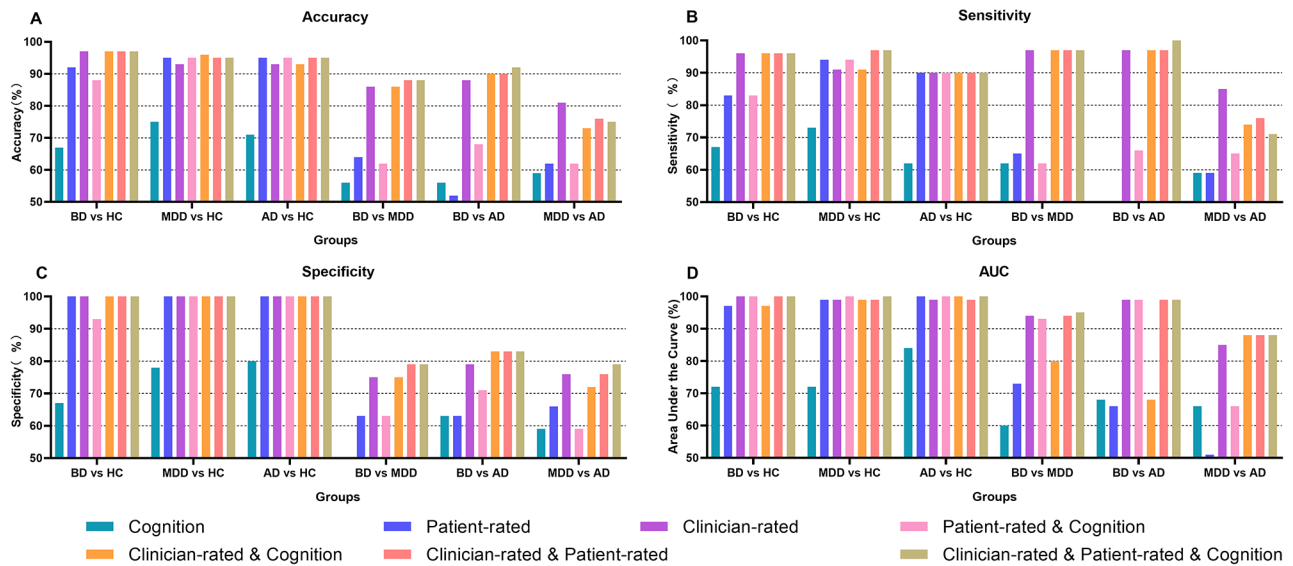 A Accuracy
Accuracy(%)
100
90
80
70
60
50
BD vs HC MDD vs HC AD vs HC BD vs MDD BD vs AD MDD vs AD
Groups
B Sensitivity
Sensitivity( %)
100
90
80
70
60
50
BD vs HC MDD vs HC AD vs HC BD vs MDD BD vs AD MDD vs AD
Groups
C Specificity
Specificity( %)
100
90
80
70
60
50
BD vs HC MDD vs HC AD vs HC BD vs MDD BD vs AD MDD vs AD
Groups
D AUC
Area Under the Curve (%)
100
90
80
70
60
50
BD vs HC MDD vs HC AD vs HC BD vs MDD BD vs AD MDD vs AD
Groups
Cognition Patient-rated Clinician-rated Patient-rated & Cognition
Clinician-rated & Cognition Clinician-rated & Patient-rated Clinician-rated & Patient-rated & Cognition